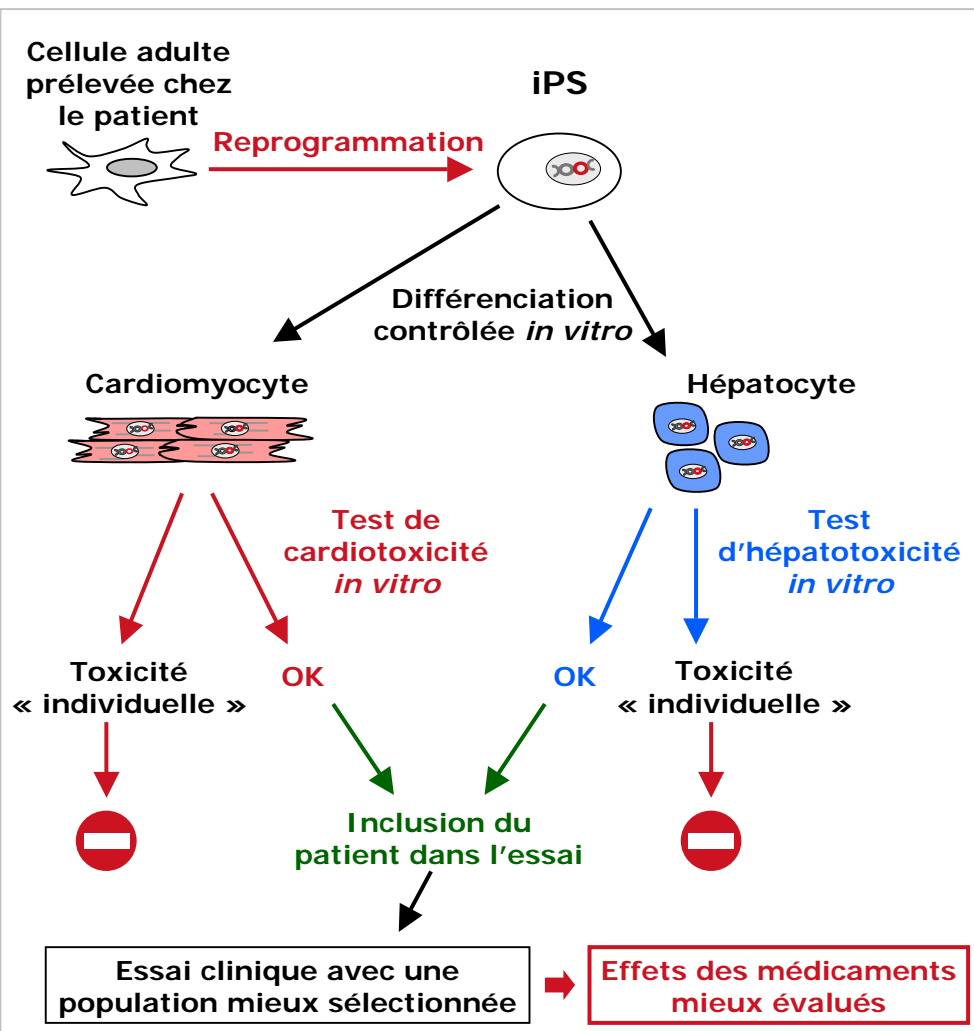 Cellule adulte
prélevée chez
le patient
iPS
Reprogrammation
Différenciation
contrôlée in vitro
Cardiomyocyte
Hépatocyte
Test de
cardiotoxicité
in vitro
Test
d'hépatotoxicité
in vitro
Toxicité
« individuelle »
OK
OK
Toxicité
« individuelle »
Inclusion du
patient dans l'essai
Essai clinique avec une
population mieux sélectionnée
Effets des médicaments
mieux évalués